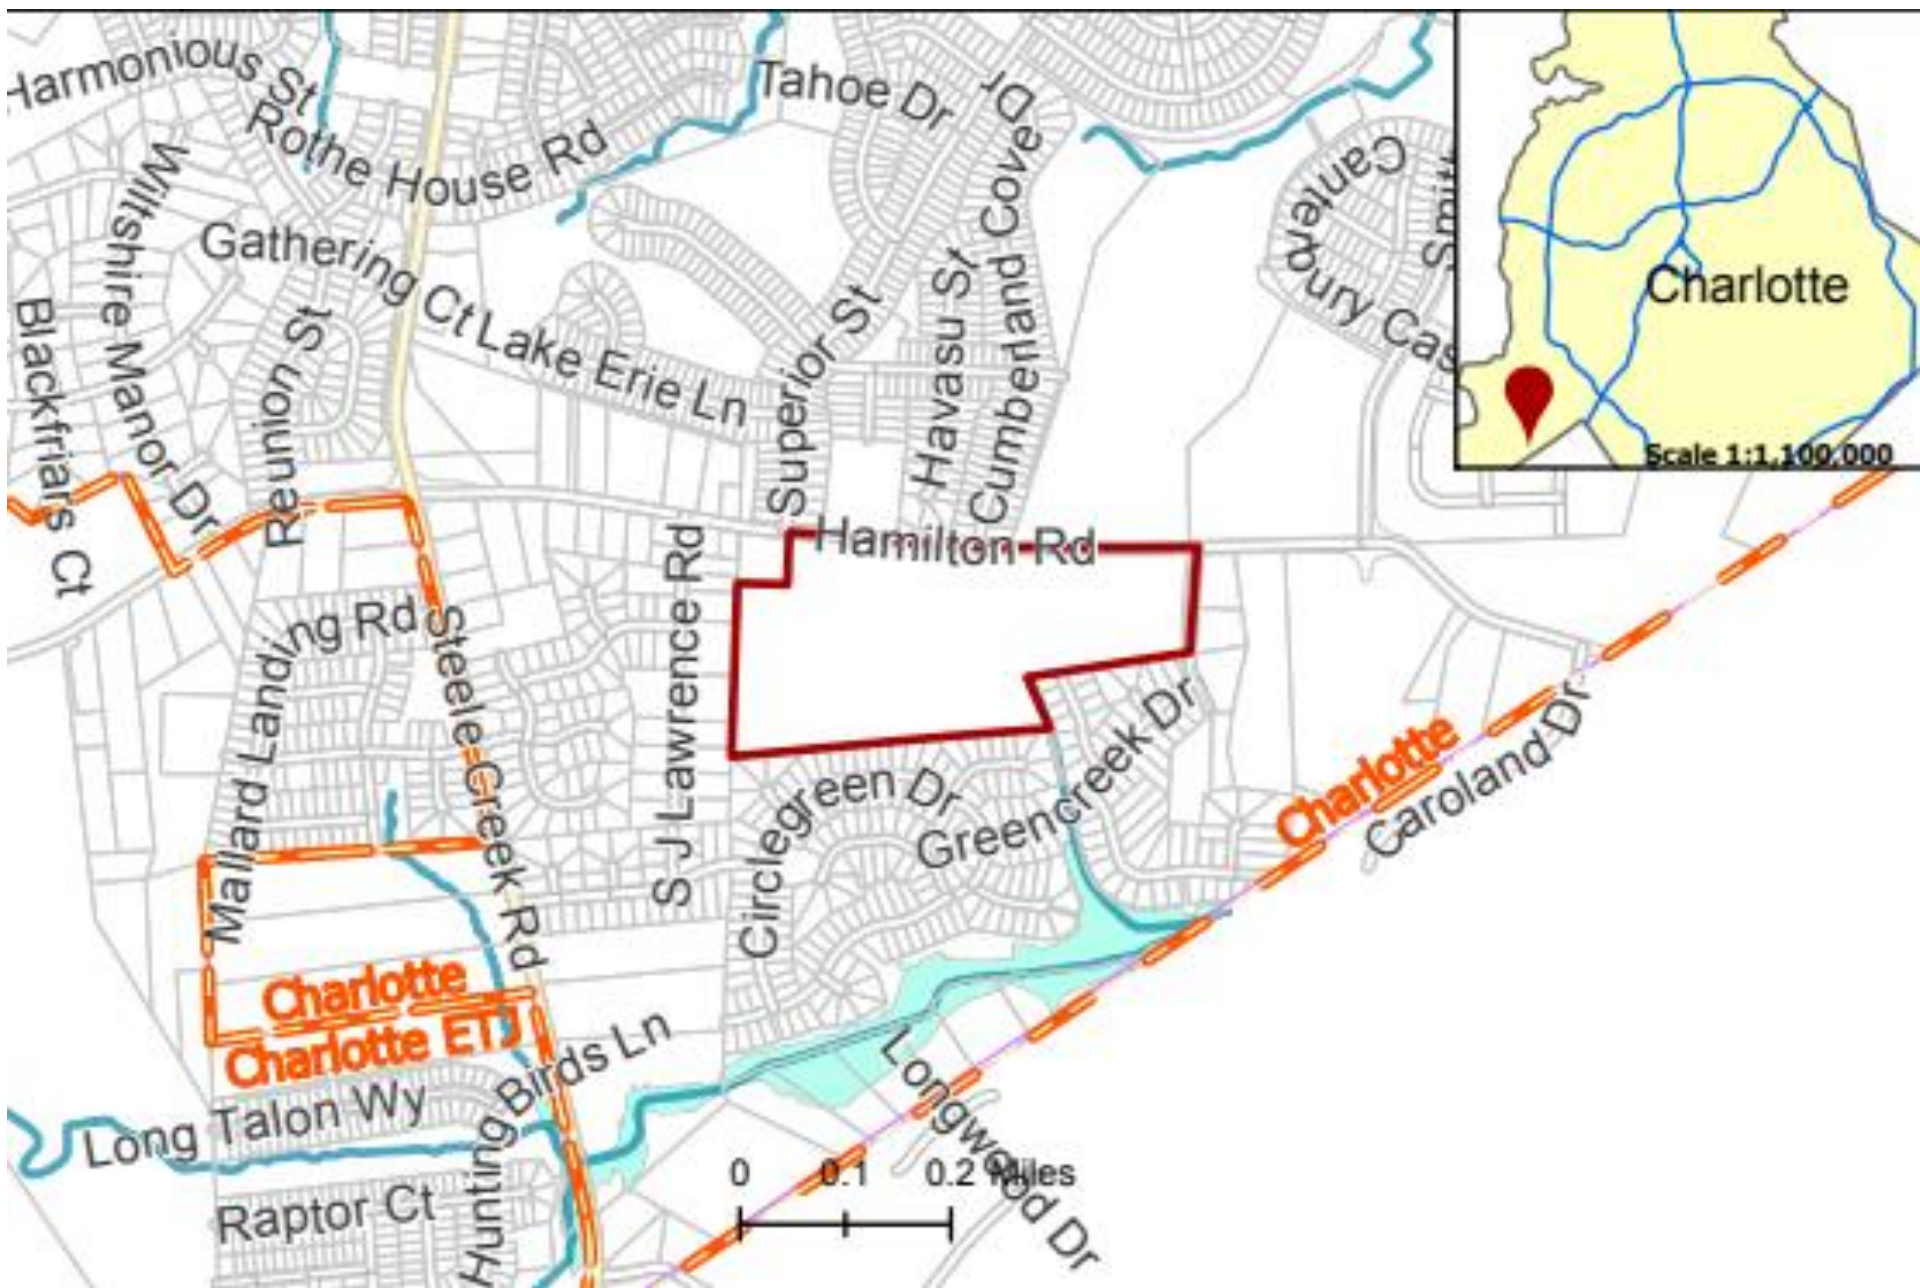 Harmonious St
Rothe House Rd
Tahoe Dr
Cumberland Cove Dr
Wiltshire Manor Dr
Gathering Ct
Lake Erie Ln
Superior St
Havasu St
Canterbury Cas
Charlotte
Scale 1:1,100,000
Blackfriars Ct
Reunion St
Hamilton Rd
S J Lawrence Rd
Mallard Landing Rd
Steele Creek Rd
Circlegreen Dr
Greencreek Dr
Charlotte
Caroland Dr
Charlotte
Charlotte ETJ
Hunting Birds Ln
Long Talon Wy
Raptor Ct
Longwood Dr
0 0.1 0.2 Miles